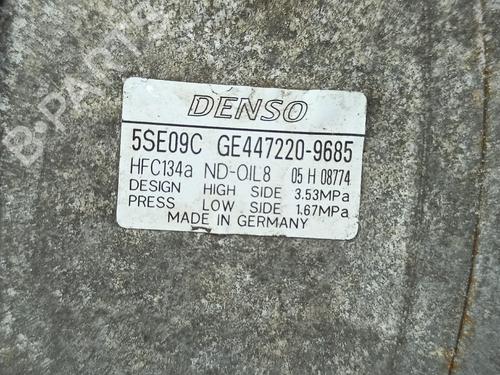 B-PARTS
DENSO
5SE09C GE447220-9685
HFC134a ND-OIL8 05 H 08774
DESIGN HIGH SIDE 3.53MPa
PRESS LOW SIDE 1.67MPa
MADE IN GERMANY